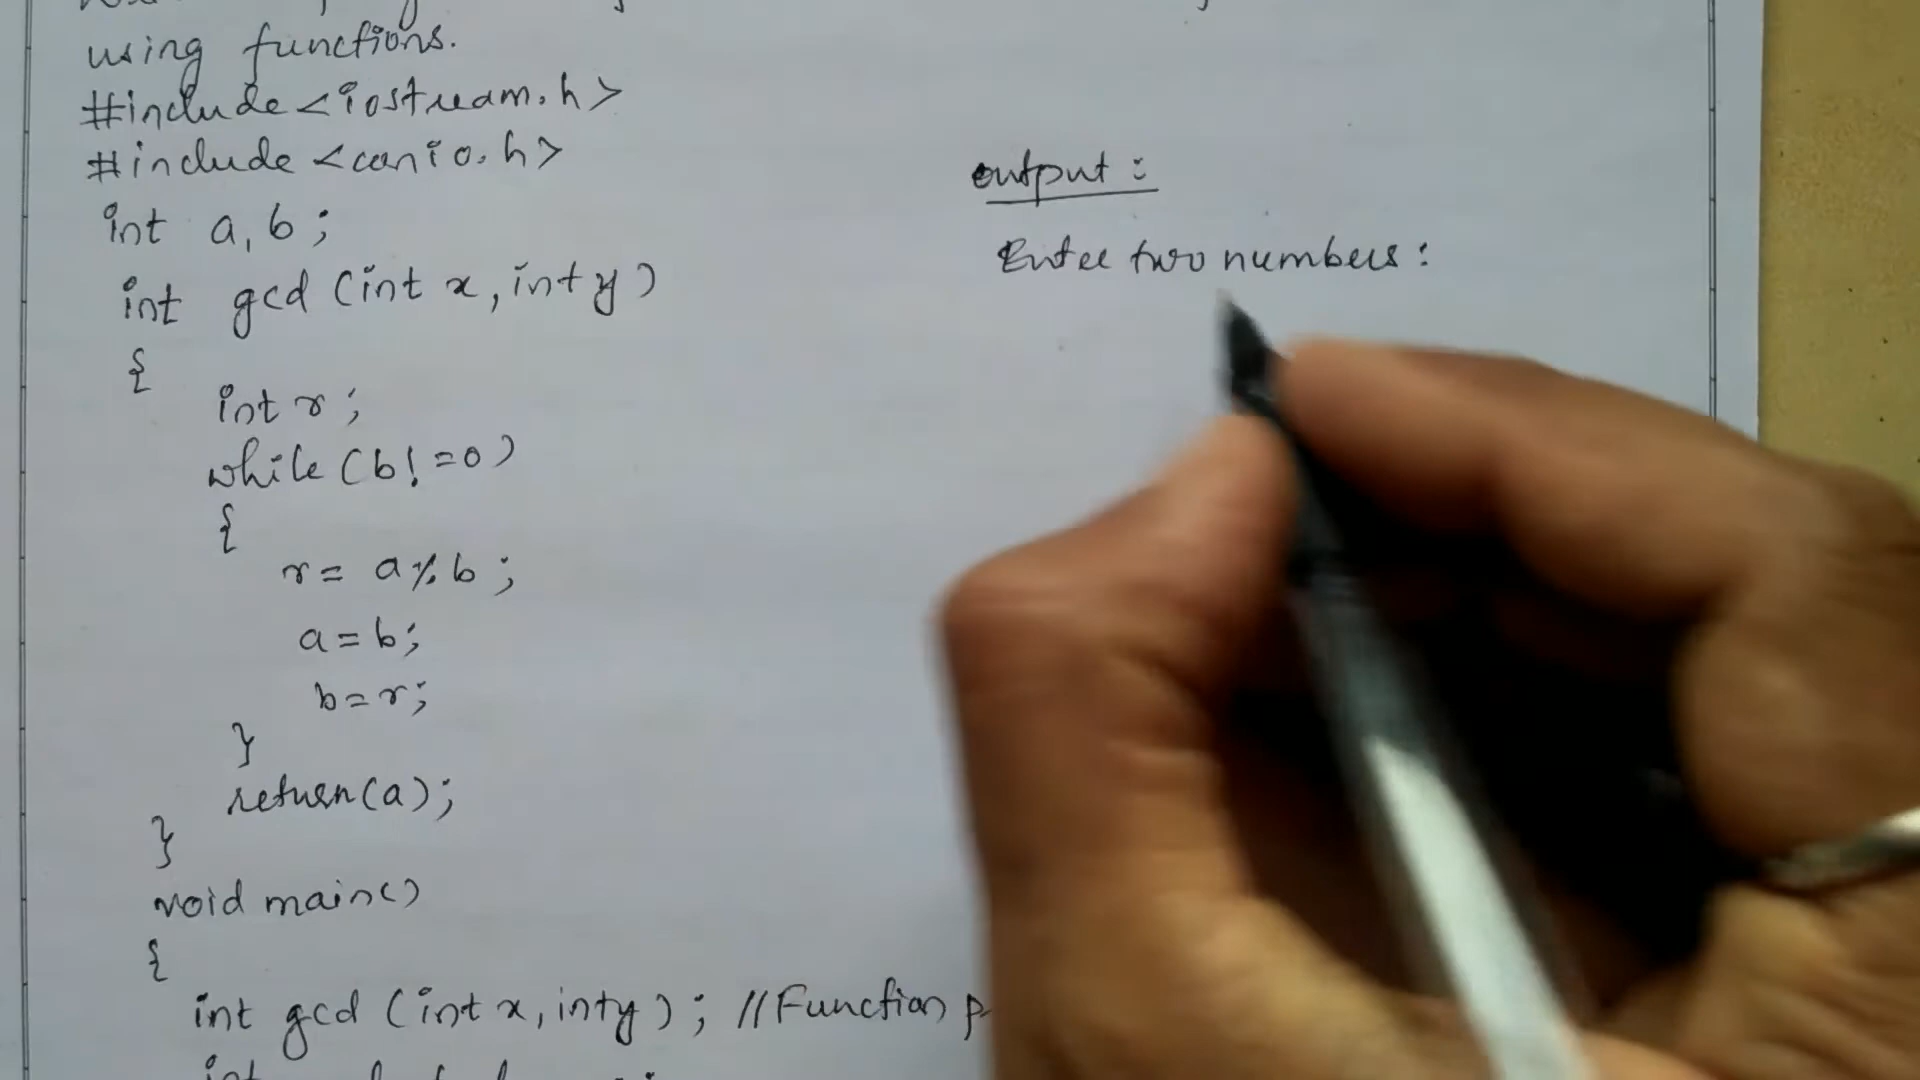 using functions.
#include <iostream.h>
#include <conio.h>
int a, b ;
int gcd (int x, int y)
{
int r ;
while (b! = 0)
{
r = a % b ;
a = b;
b = r;
}
return(a);
}
void main()
{
int gcd (int x, int y) ; // Function p
int
output :
Enter two numbers :